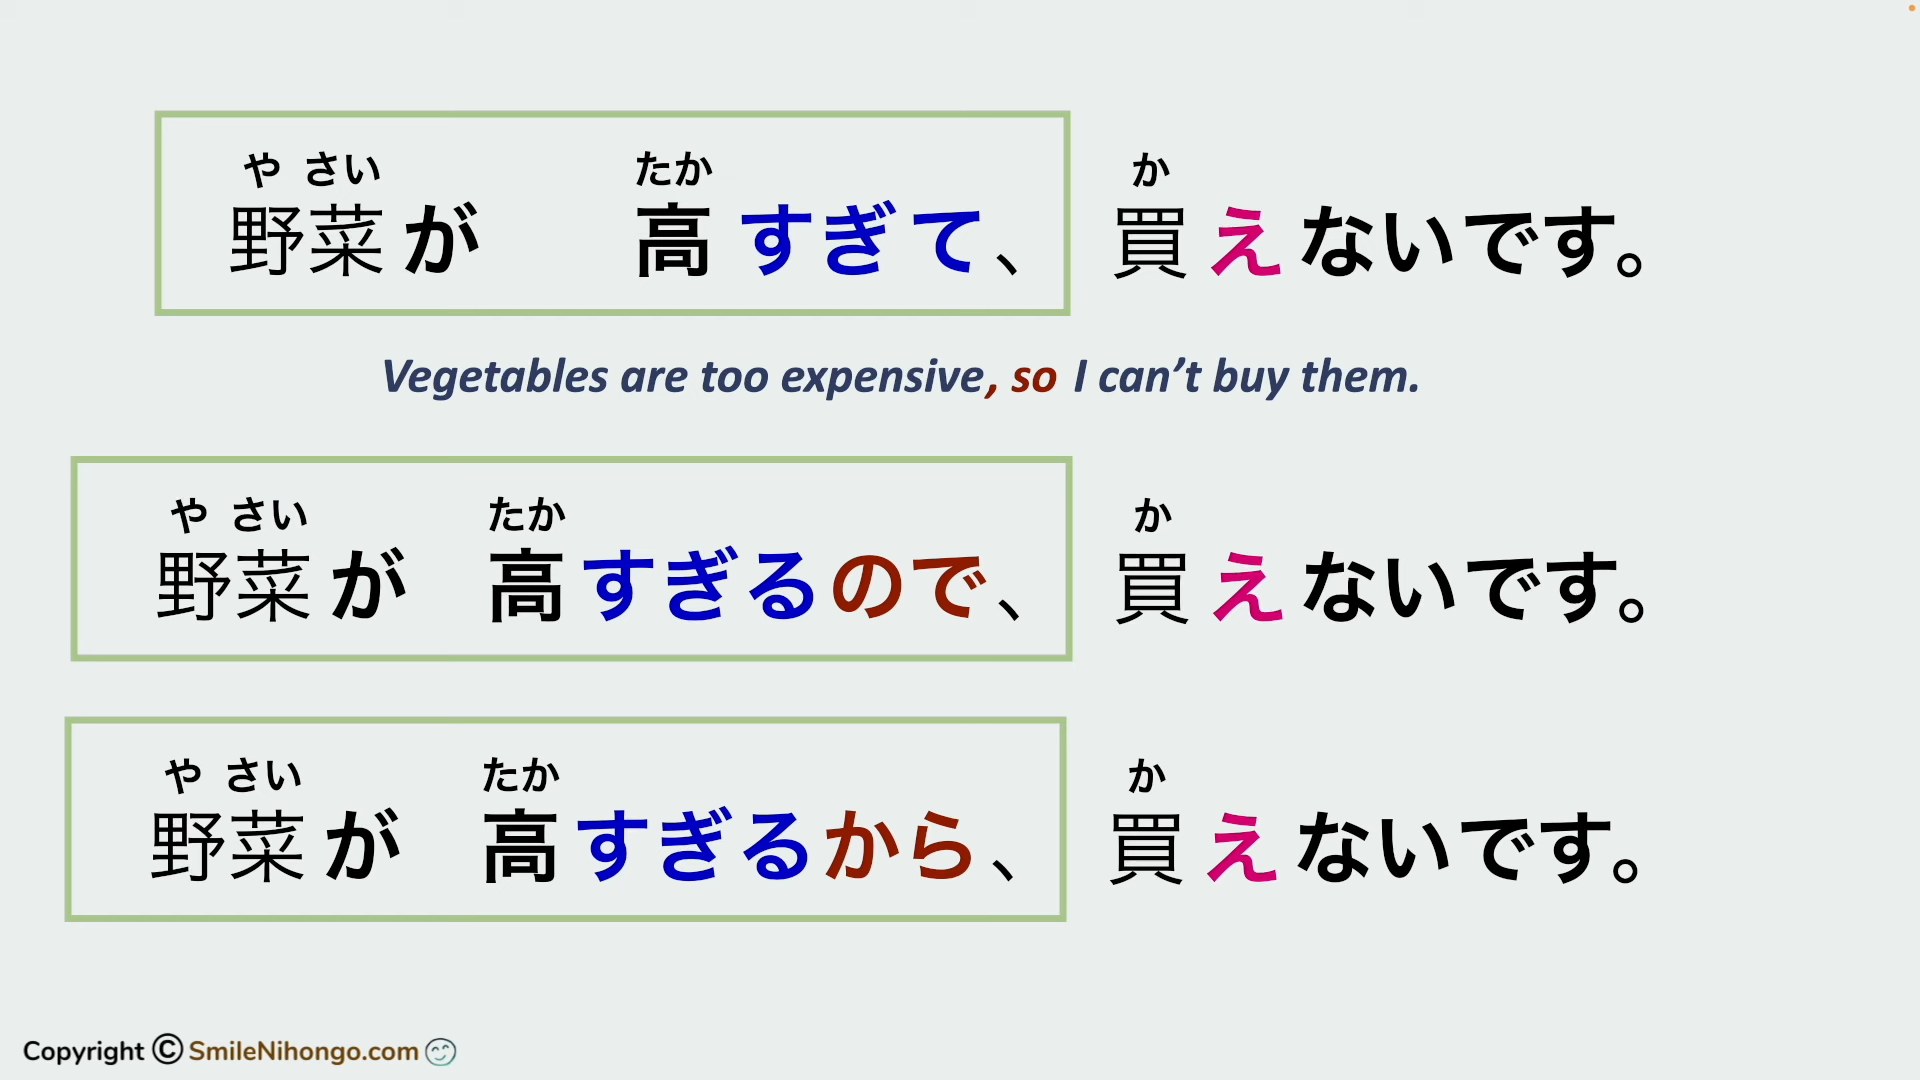 や さい たか か
野菜が 高すぎて、 買えないです。
Vegetables are too expensive, so I can’t buy them.
や さい たか か
野菜が 高すぎるので、 買えないです。
や さい たか か
野菜が 高すぎるから、 買えないです。
Copyright © SmileNihongo.com